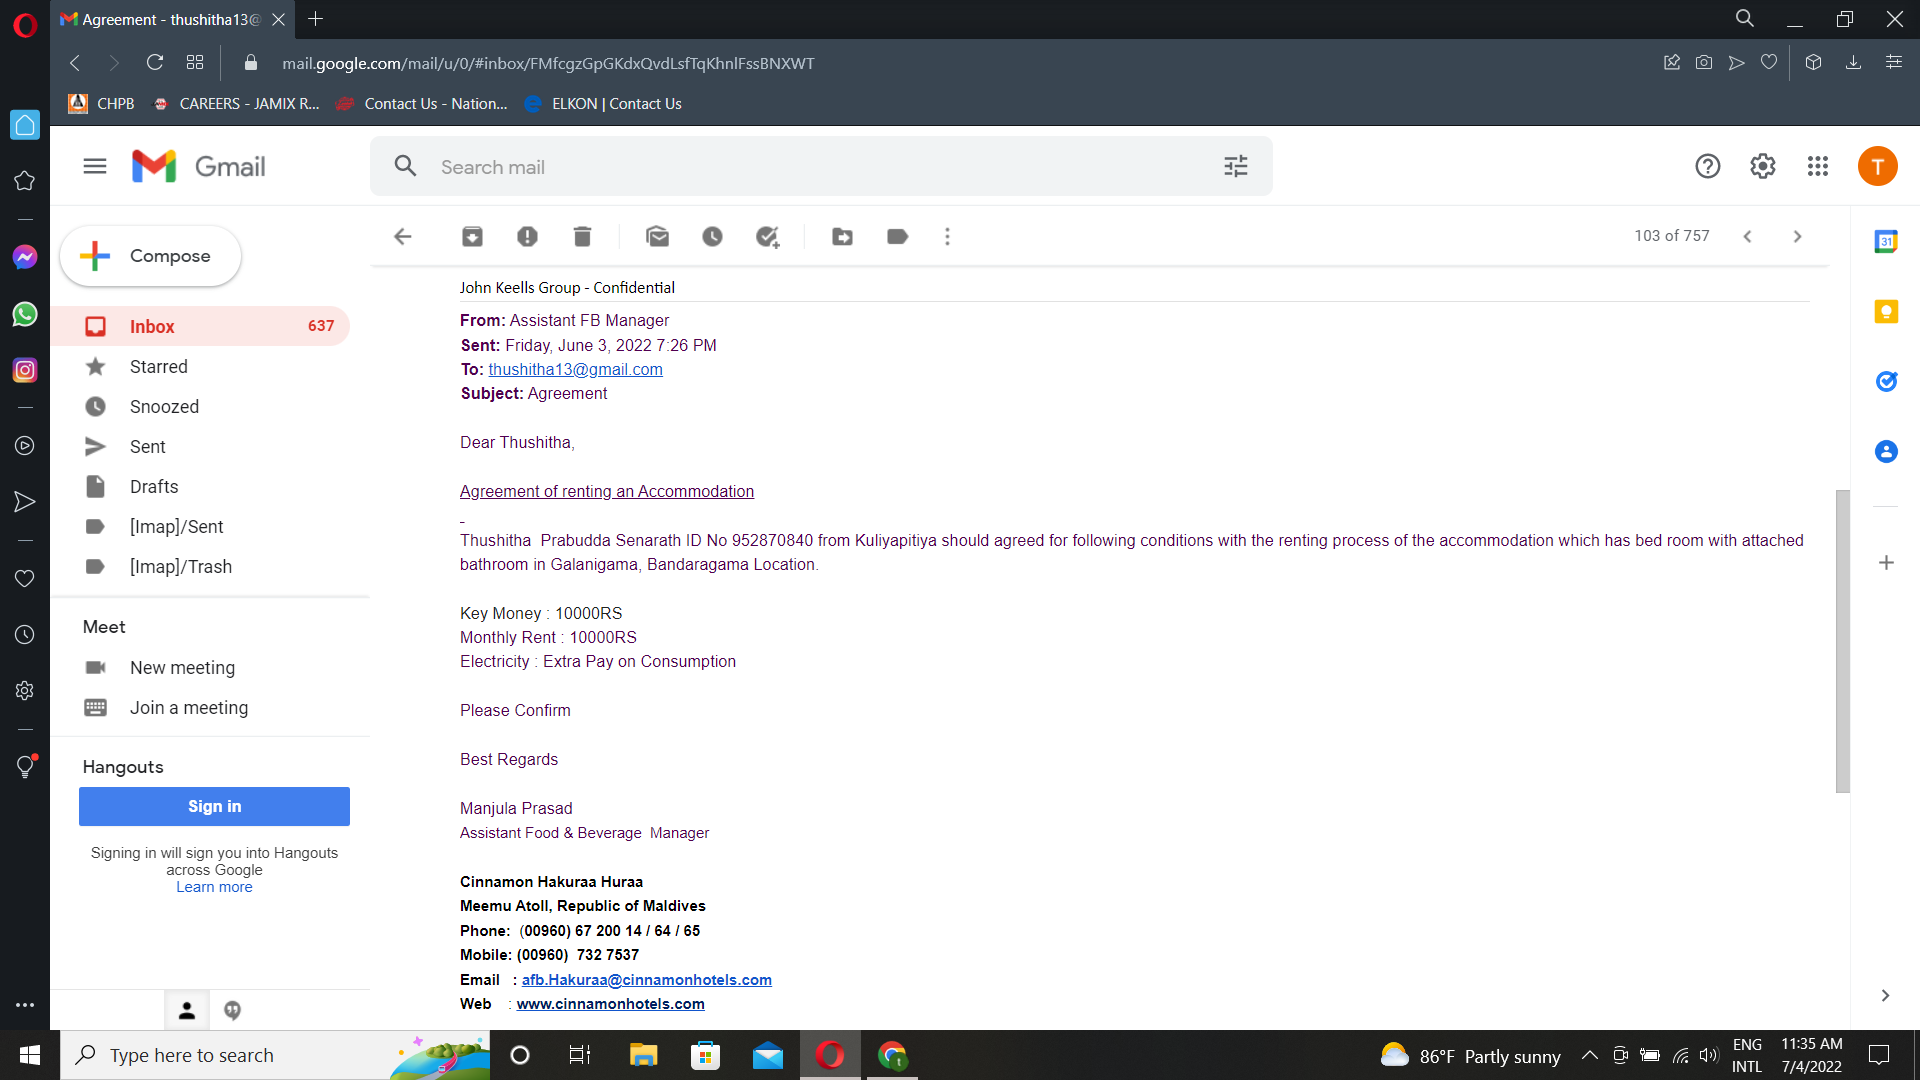 Agreement - thushitha13@
mail.google.com/mail/u/0/#inbox/FMfcgzGpGKdxQvdLsfTqKhnlFssBNXWT
CHPB
CAREERS - JAMIX R...
Contact Us - Nation...
ELKON | Contact Us
Gmail
Search mail
T
Compose
103 of 757
31
Inbox 637
Starred
Snoozed
Sent
Drafts
[Imap]/Sent
[Imap]/Trash
Meet
New meeting
Join a meeting
Hangouts
Sign in
Signing in will sign you into Hangouts
across Google
Learn more
John Keells Group - Confidential
From: Assistant FB Manager
Sent: Friday, June 3, 2022 7:26 PM
To: thushitha13@gmail.com
Subject: Agreement
Dear Thushitha,
Agreement of renting an Accommodation
Thushitha  Prabudda Senarath ID No 952870840 from Kuliyapitiya should agreed for following conditions with the renting process of the accommodation which has bed room with attached
bathroom in Galanigama, Bandaragama Location.
Key Money : 10000RS
Monthly Rent : 10000RS
Electricity : Extra Pay on Consumption
Please Confirm
Best Regards
Manjula Prasad
Assistant Food & Beverage  Manager
Cinnamon Hakuraa Huraa
Meemu Atoll, Republic of Maldives
Phone:  (00960) 67 200 14 / 64 / 65
Mobile: (00960)  732 7537
Email   : afb.Hakuraa@cinnamonhotels.com
Web    : www.cinnamonhotels.com
Type here to search
t
86°F Partly sunny
ENG
INTL
11:35 AM
7/4/2022